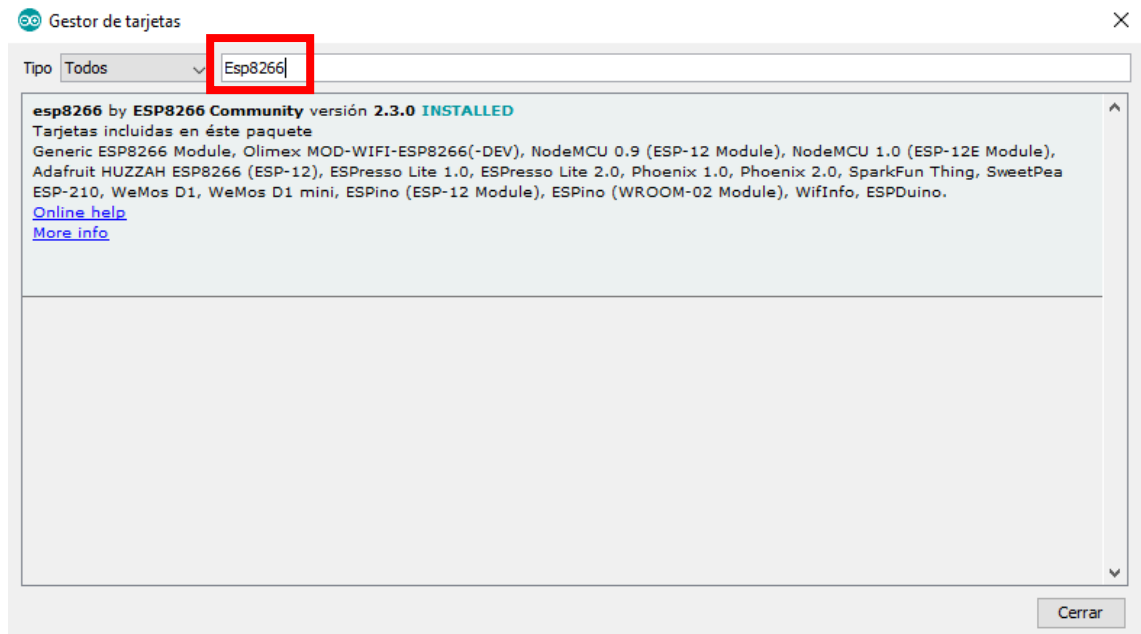 Gestor de tarjetas
Tipo Todos Esp8266
esp8266 by ESP8266 Community versión 2.3.0 INSTALLED
Tarjetas incluidas en éste paquete
Generic ESP8266 Module, Olimex MOD-WIFI-ESP8266(-DEV), NodeMCU 0.9 (ESP-12 Module), NodeMCU 1.0 (ESP-12E Module),
Adafruit HUZZAH ESP8266 (ESP-12), ESPresso Lite 1.0, ESPresso Lite 2.0, Phoenix 1.0, Phoenix 2.0, SparkFun Thing, SweetPea
ESP-210, WeMos D1, WeMos D1 mini, ESPino (ESP-12 Module), ESPino (WROOM-02 Module), WifInfo, ESPDuino.
Online help
More info
Cerrar